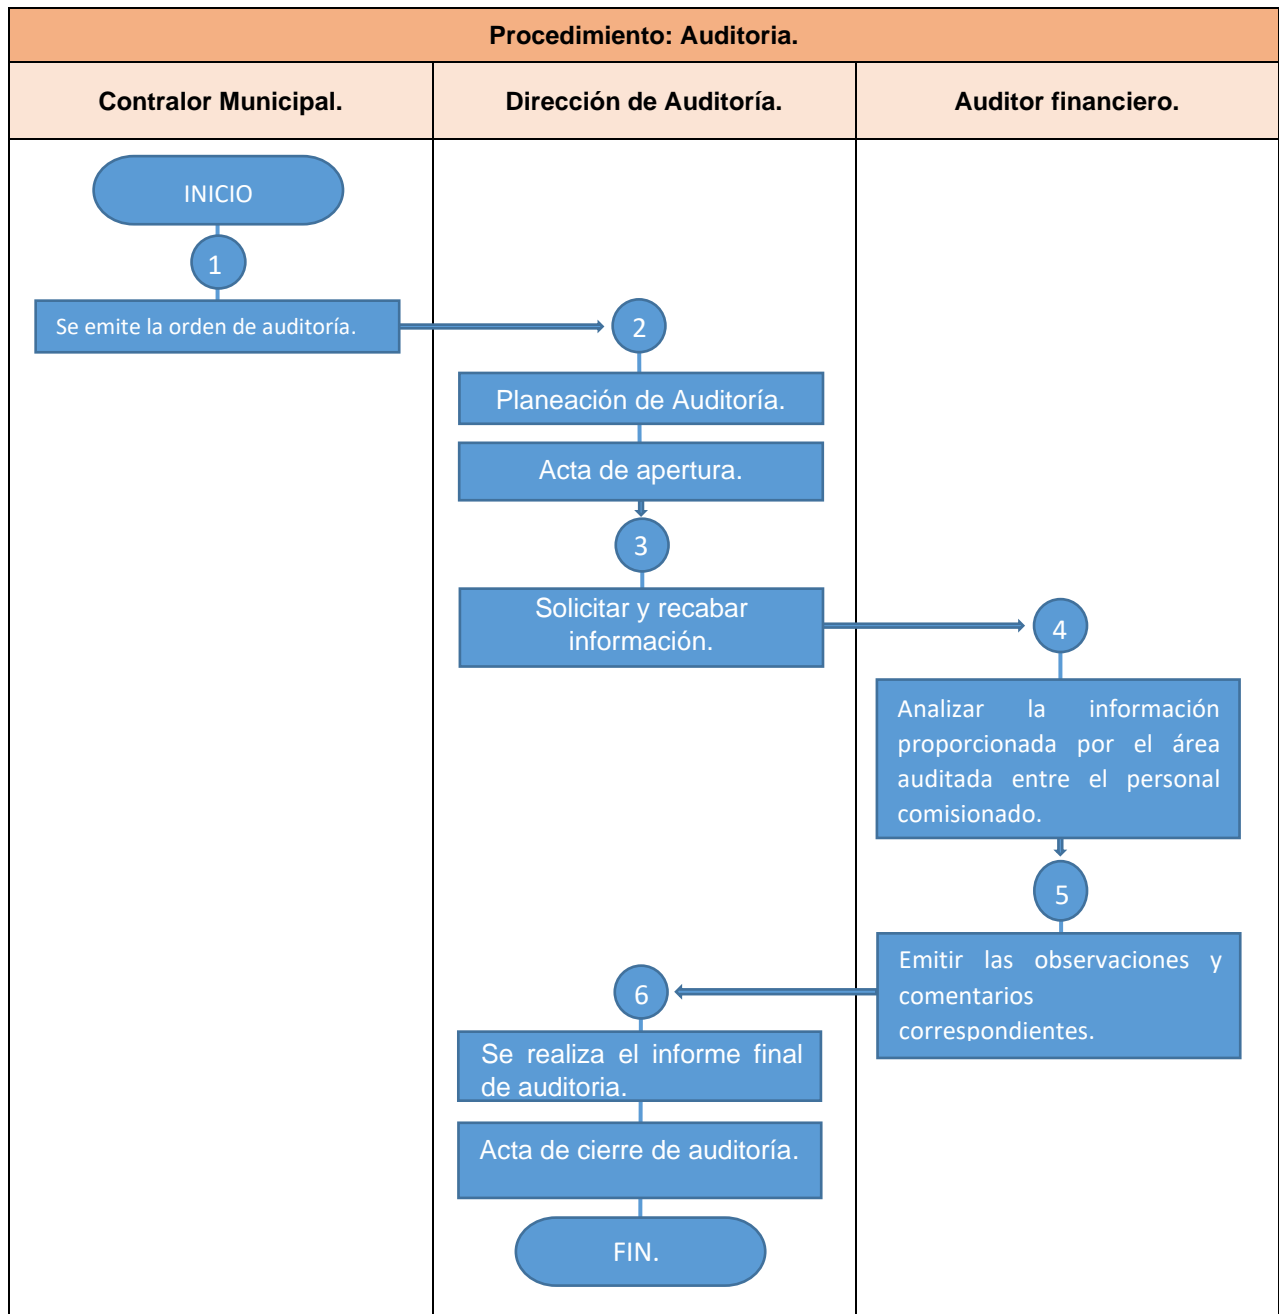 Procedimiento: Auditoria.
Contralor Municipal.
Dirección de Auditoría.
Auditor financiero.
INICIO
1
Se emite la orden de auditoría.
2
Planeación de Auditoría.
Acta de apertura.
3
Solicitar y recabar
información.
4
Analizar la información
proporcionada por el área
auditada entre el personal
comisionado.
5
Emitir las observaciones y
comentarios
correspondientes.
6
Se realiza el informe final
de auditoria.
Acta de cierre de auditoría.
FIN.